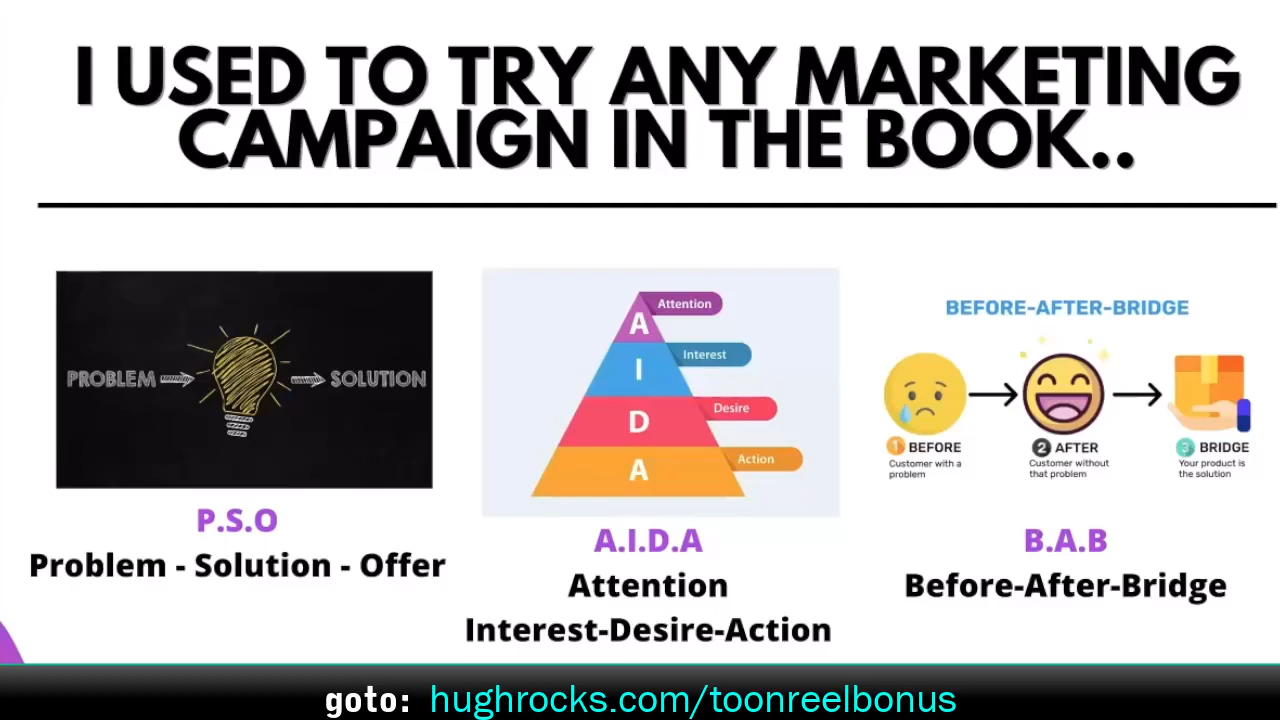 I USED TO TRY ANY MARKETING
CAMPAIGN IN THE BOOK..
PROBLEM
SOLUTION
P.S.O
Problem - Solution - Offer
A
Attention
I
Interest
D
Desire
A
Action
A.I.D.A
Attention
Interest-Desire-Action
BEFORE-AFTER-BRIDGE
1 BEFORE
Customer with a
problem
2 AFTER
Customer without
that problem
3 BRIDGE
Your product is
the solution
B.A.B
Before-After-Bridge
goto: hughrocks.com/toonreelbonus